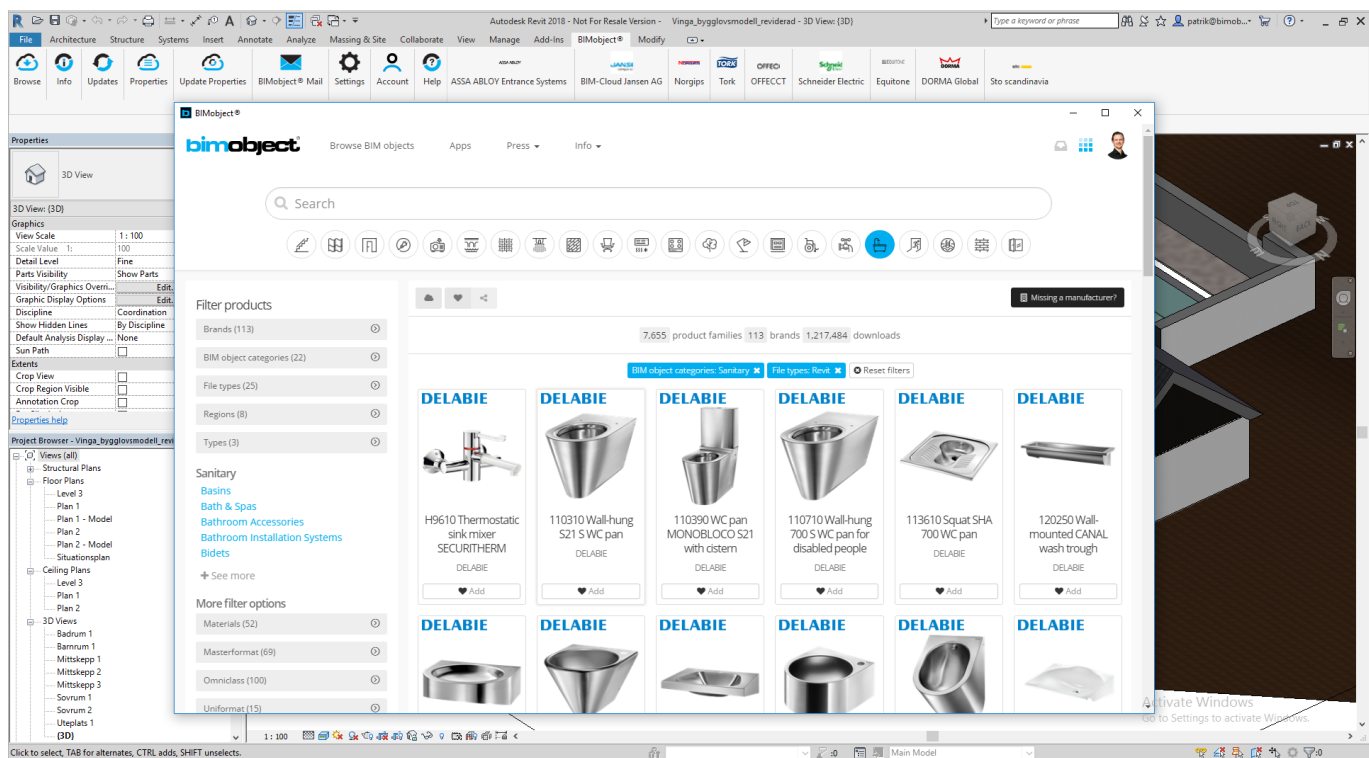 Autodesk Revit 2018 - Not For Resale Version - Vinga_bygglovsmodell_reviderad - 3D View: {3D}
Type a keyword or phrase
patrik@bimob...
File Architecture Structure Systems Insert Annotate Analyze Massing & Site Collaborate View Manage Add-Ins BIMobject® Modify
Browse Info Updates Properties Update Properties BIMobject® Mail Settings Account Help ASSA ABLOY Entrance Systems BIM-Cloud Jansen AG Norgips Tork OFFECCT Schneider Electric Equitone DORMA Global Sto scandinavia
BIMobject®
bimobject®
Browse BIM objects Apps Press Info
Search
Properties
3D View
3D View: {3D}
Graphics
View Scale 1 : 100
Scale Value 1: 100
Detail Level Fine
Parts Visibility Show Parts
Visibility/Graphics Overri... Edit.
Graphic Display Options Edit.
Discipline Coordination
Show Hidden Lines By Discipline
Default Analysis Display ... None
Sun Path
Extents
Crop View
Crop Region Visible
Annotation Crop
Properties help
Project Browser - Vinga_bygglovsmodell_revi
Views (all)
Structural Plans
Floor Plans
Level 3
Plan 1
Plan 1 - Model
Plan 2
Plan 2 - Model
Situationsplan
Ceiling Plans
Level 3
Plan 1
Plan 2
3D Views
Badrum 1
Barnrum 1
Mittskepp 1
Mittskepp 2
Mittskepp 3
Sovrum 1
Sovrum 2
Uteplats 1
{3D}
Filter products
Brands (113)
BIM object categories (22)
File types (25)
Regions (8)
Types (3)
Sanitary
Basins
Bath & Spas
Bathroom Accessories
Bathroom Installation Systems
Bidets
See more
More filter options
Materials (52)
Masterformat (69)
Omniclass (100)
Uniformat (15)
Missing a manufacturer?
7,655 product families 113 brands 1,217,484 downloads
BIM object categories: Sanitary File types: Revit Reset filters
DELABIE
H9610 Thermostatic
sink mixer
SECURITHERM
DELABIE
Add
DELABIE
110310 Wall-hung
S21 S WC pan
DELABIE
Add
DELABIE
110390 WC pan
MONOBLOCO S21
with cistern
DELABIE
Add
DELABIE
110710 Wall-hung
700 S WC pan for
disabled people
DELABIE
Add
DELABIE
113610 Squat SHA
700 WC pan
DELABIE
Add
DELABIE
120250 Wall-
mounted CANAL
wash trough
DELABIE
Add
DELABIE DELABIE DELABIE DELABIE DELABIE DELABIE
Activate Windows
Go to Settings to activate Windows.
1 : 100
Click to select, TAB for alternates, CTRL adds, SHIFT unselects.
:0
Main Model
:0